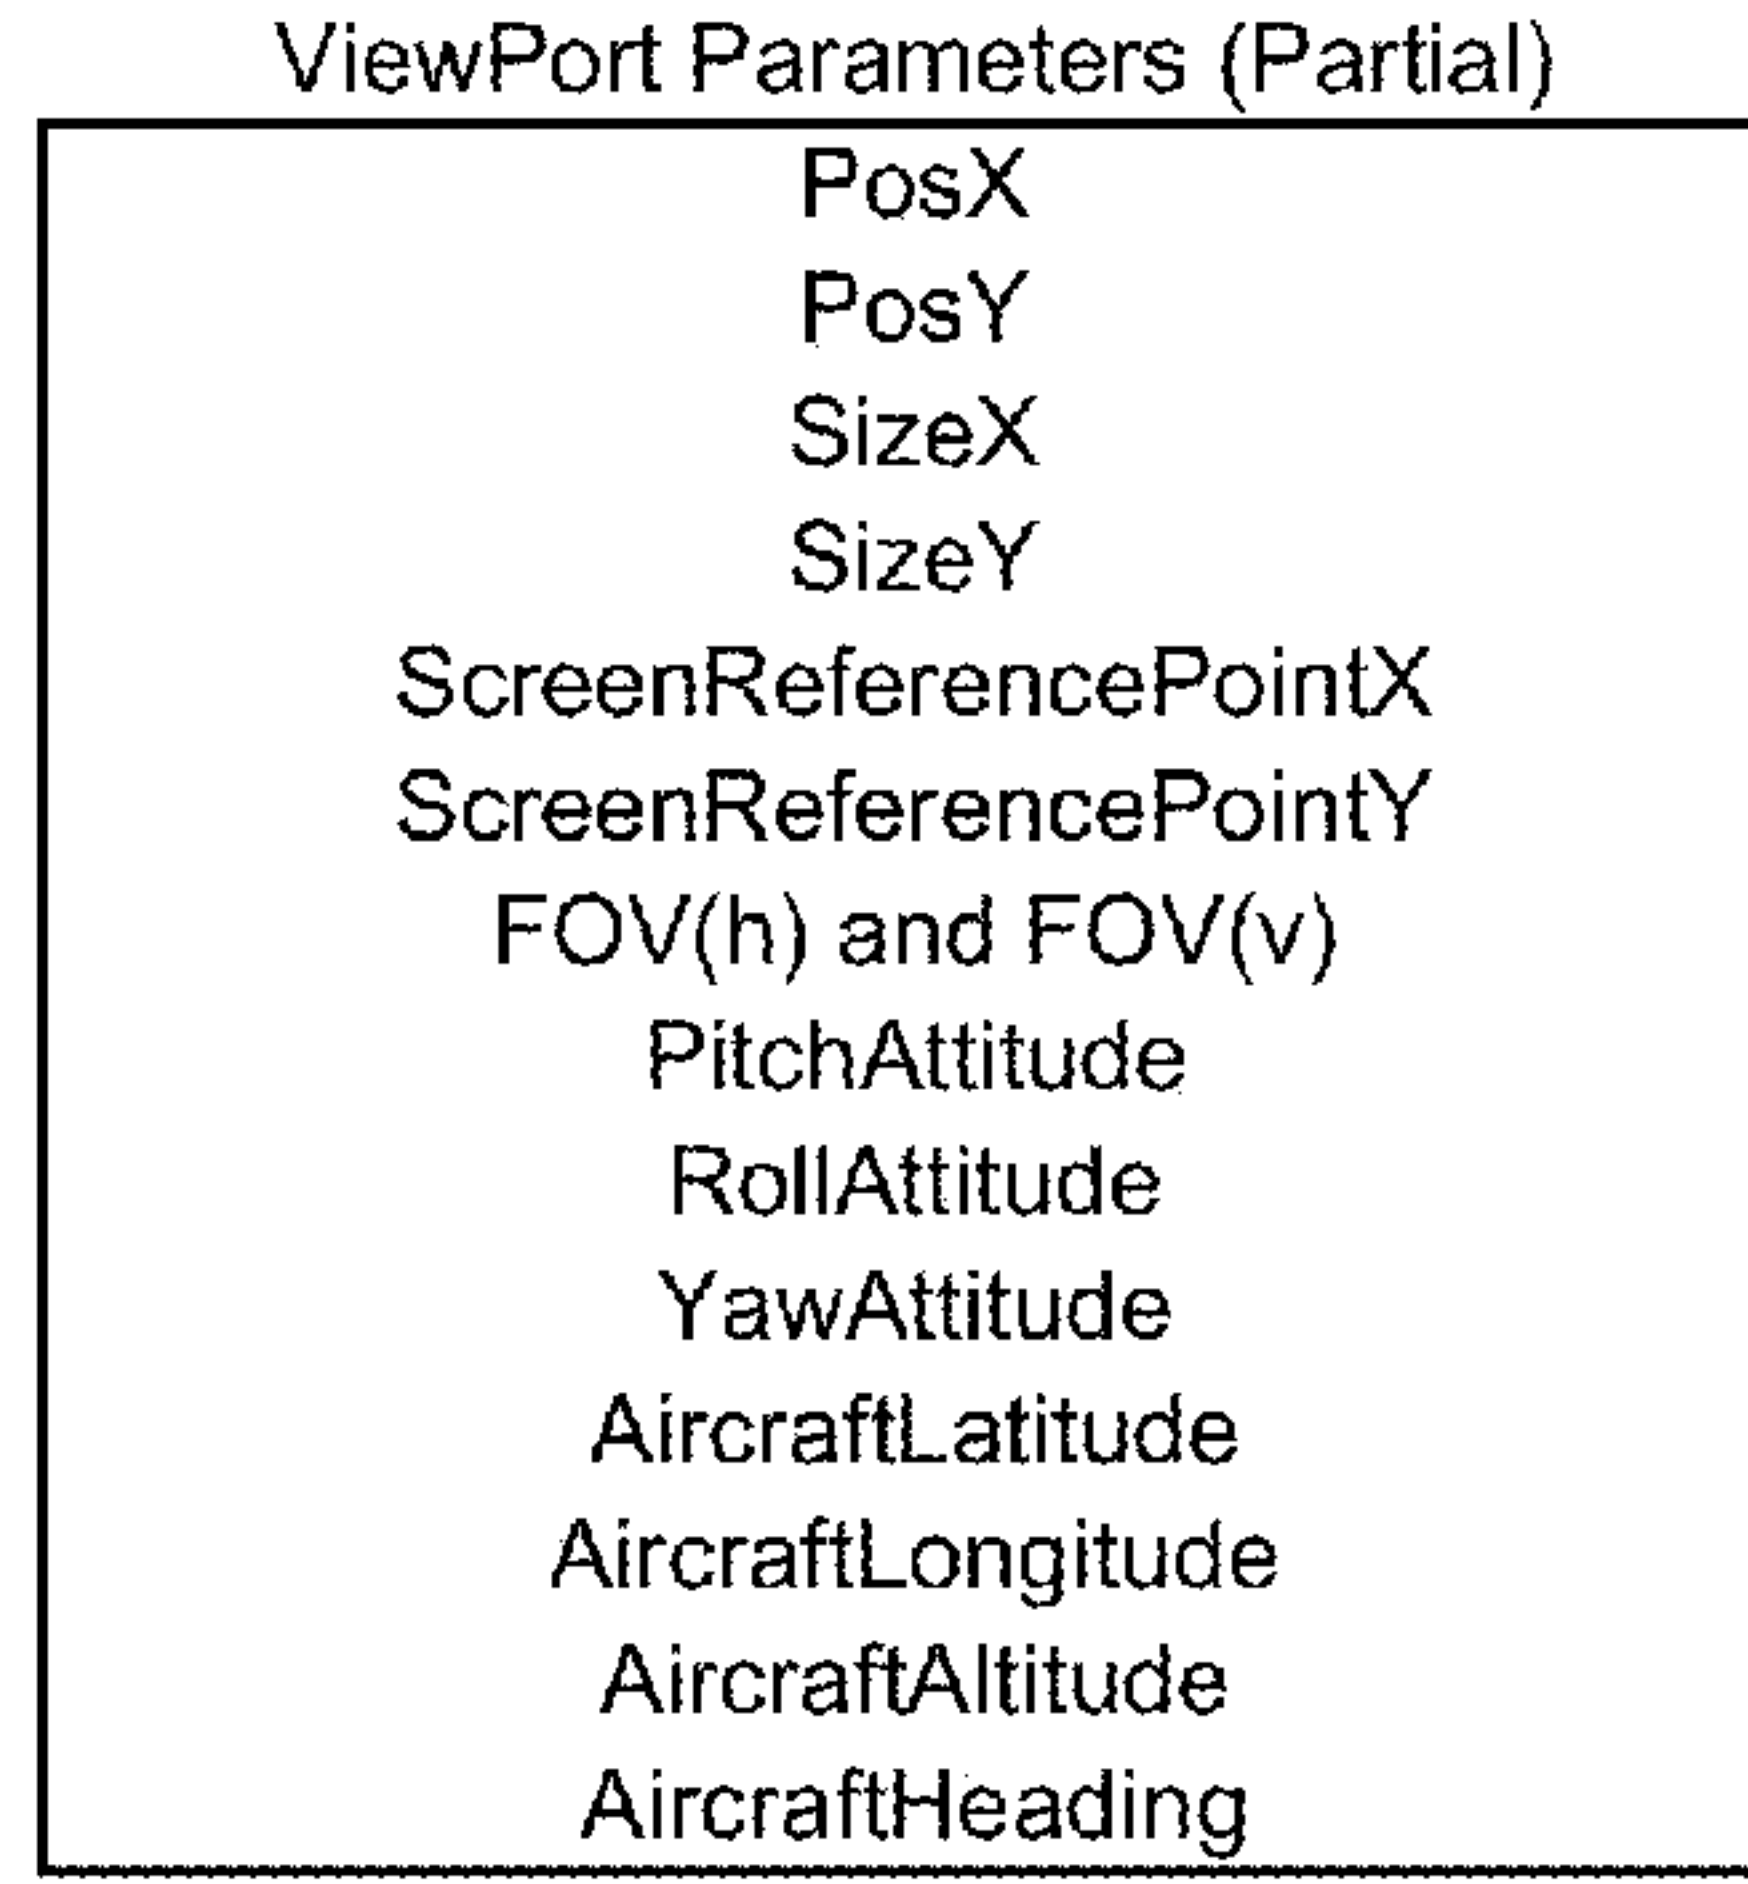 ViewPort Parameters (Partial)
PosX
PosY
SizeX
SizeY
ScreenReferencePointX
ScreenReferencePointY
FOV(h) and FOV(v)
PitchAttitude
RollAttitude
YawAttitude
AircraftLatitude
AircraftLongitude
AircraftAltitude
AircraftHeading